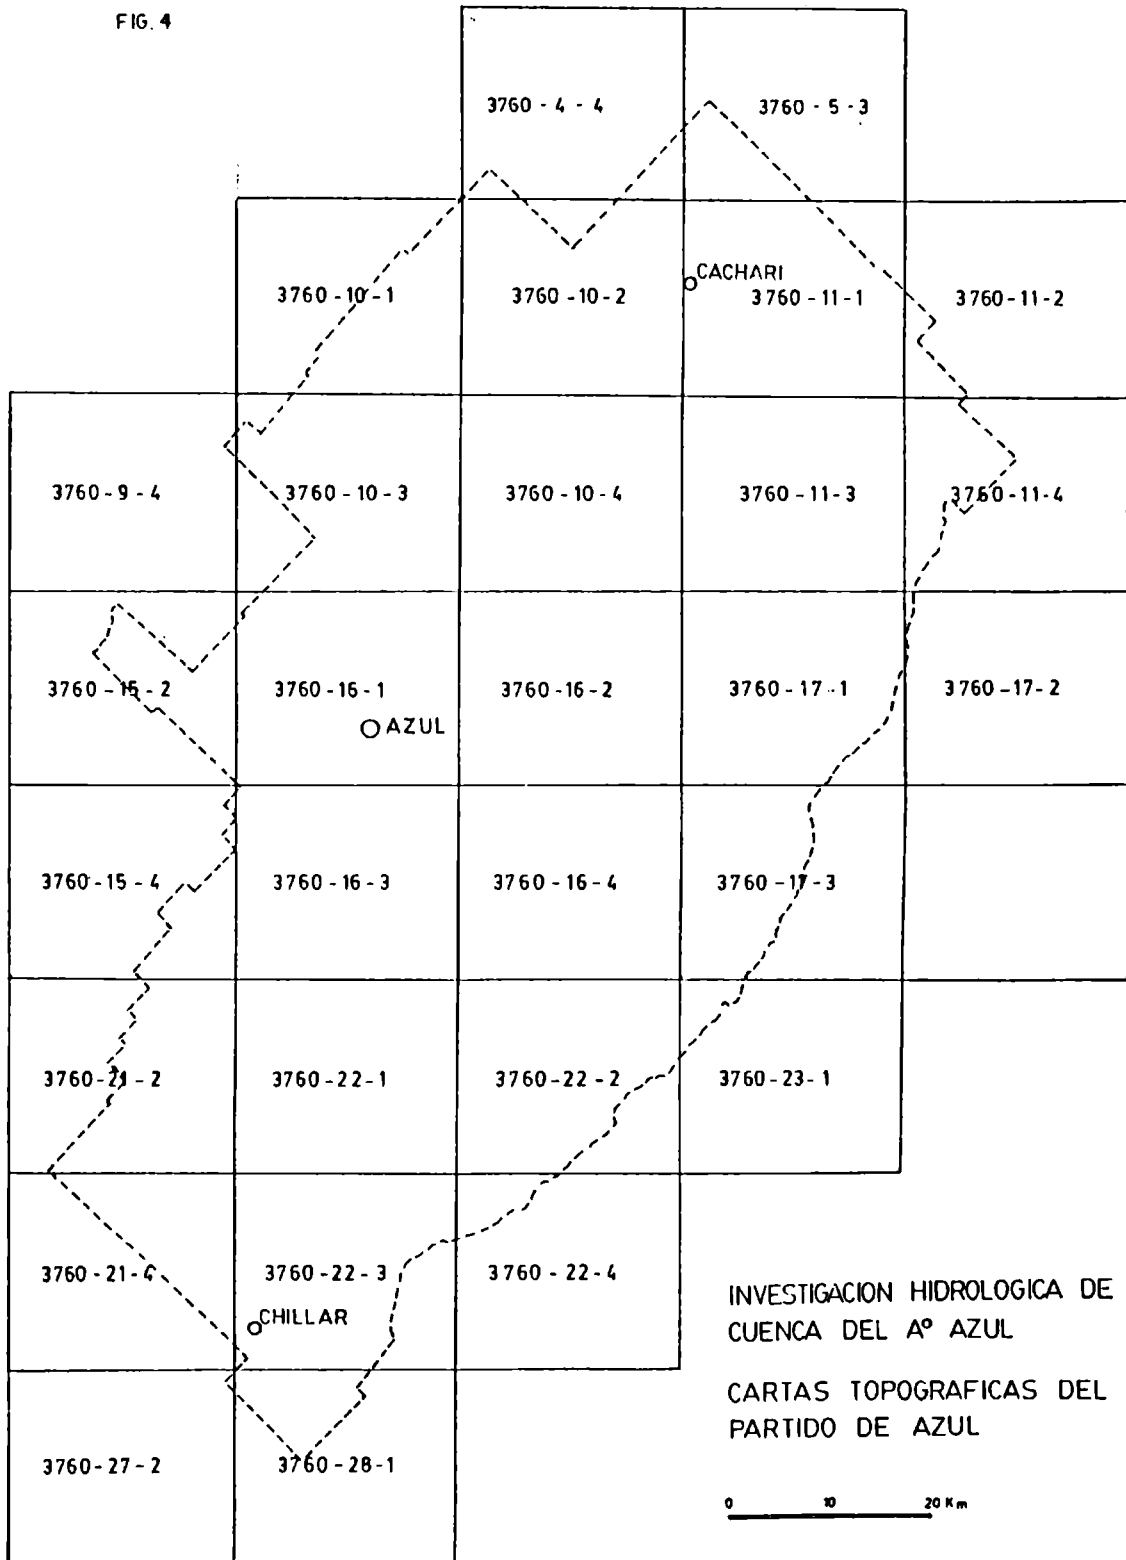 FIG. 4
3760 - 4 - 4
3760 - 5 - 3
3760 - 10 - 1
3760 - 10 - 2
CACHARI
3760 - 11 - 1
3760 - 11 - 2
3760 - 9 - 4
3760 - 10 - 3
3760 - 10 - 4
3760 - 11 - 3
3760 - 11 - 4
3760 - 15 - 2
3760 - 16 - 1
3760 - 16 - 2
3760 - 17 - 1
3760 - 17 - 2
AZUL
3760 - 15 - 4
3760 - 16 - 3
3760 - 16 - 4
3760 - 17 - 3
3760 - 21 - 2
3760 - 22 - 1
3760 - 22 - 2
3760 - 23 - 1
3760 - 21 - 4
3760 - 22 - 3
3760 - 22 - 4
CHILLAR
3760 - 27 - 2
3760 - 28 - 1
INVESTIGACION HIDROLOGICA DE
CUENCA DEL Aº AZUL
CARTAS TOPOGRAFICAS DEL
PARTIDO DE AZUL
0 10 20 Km